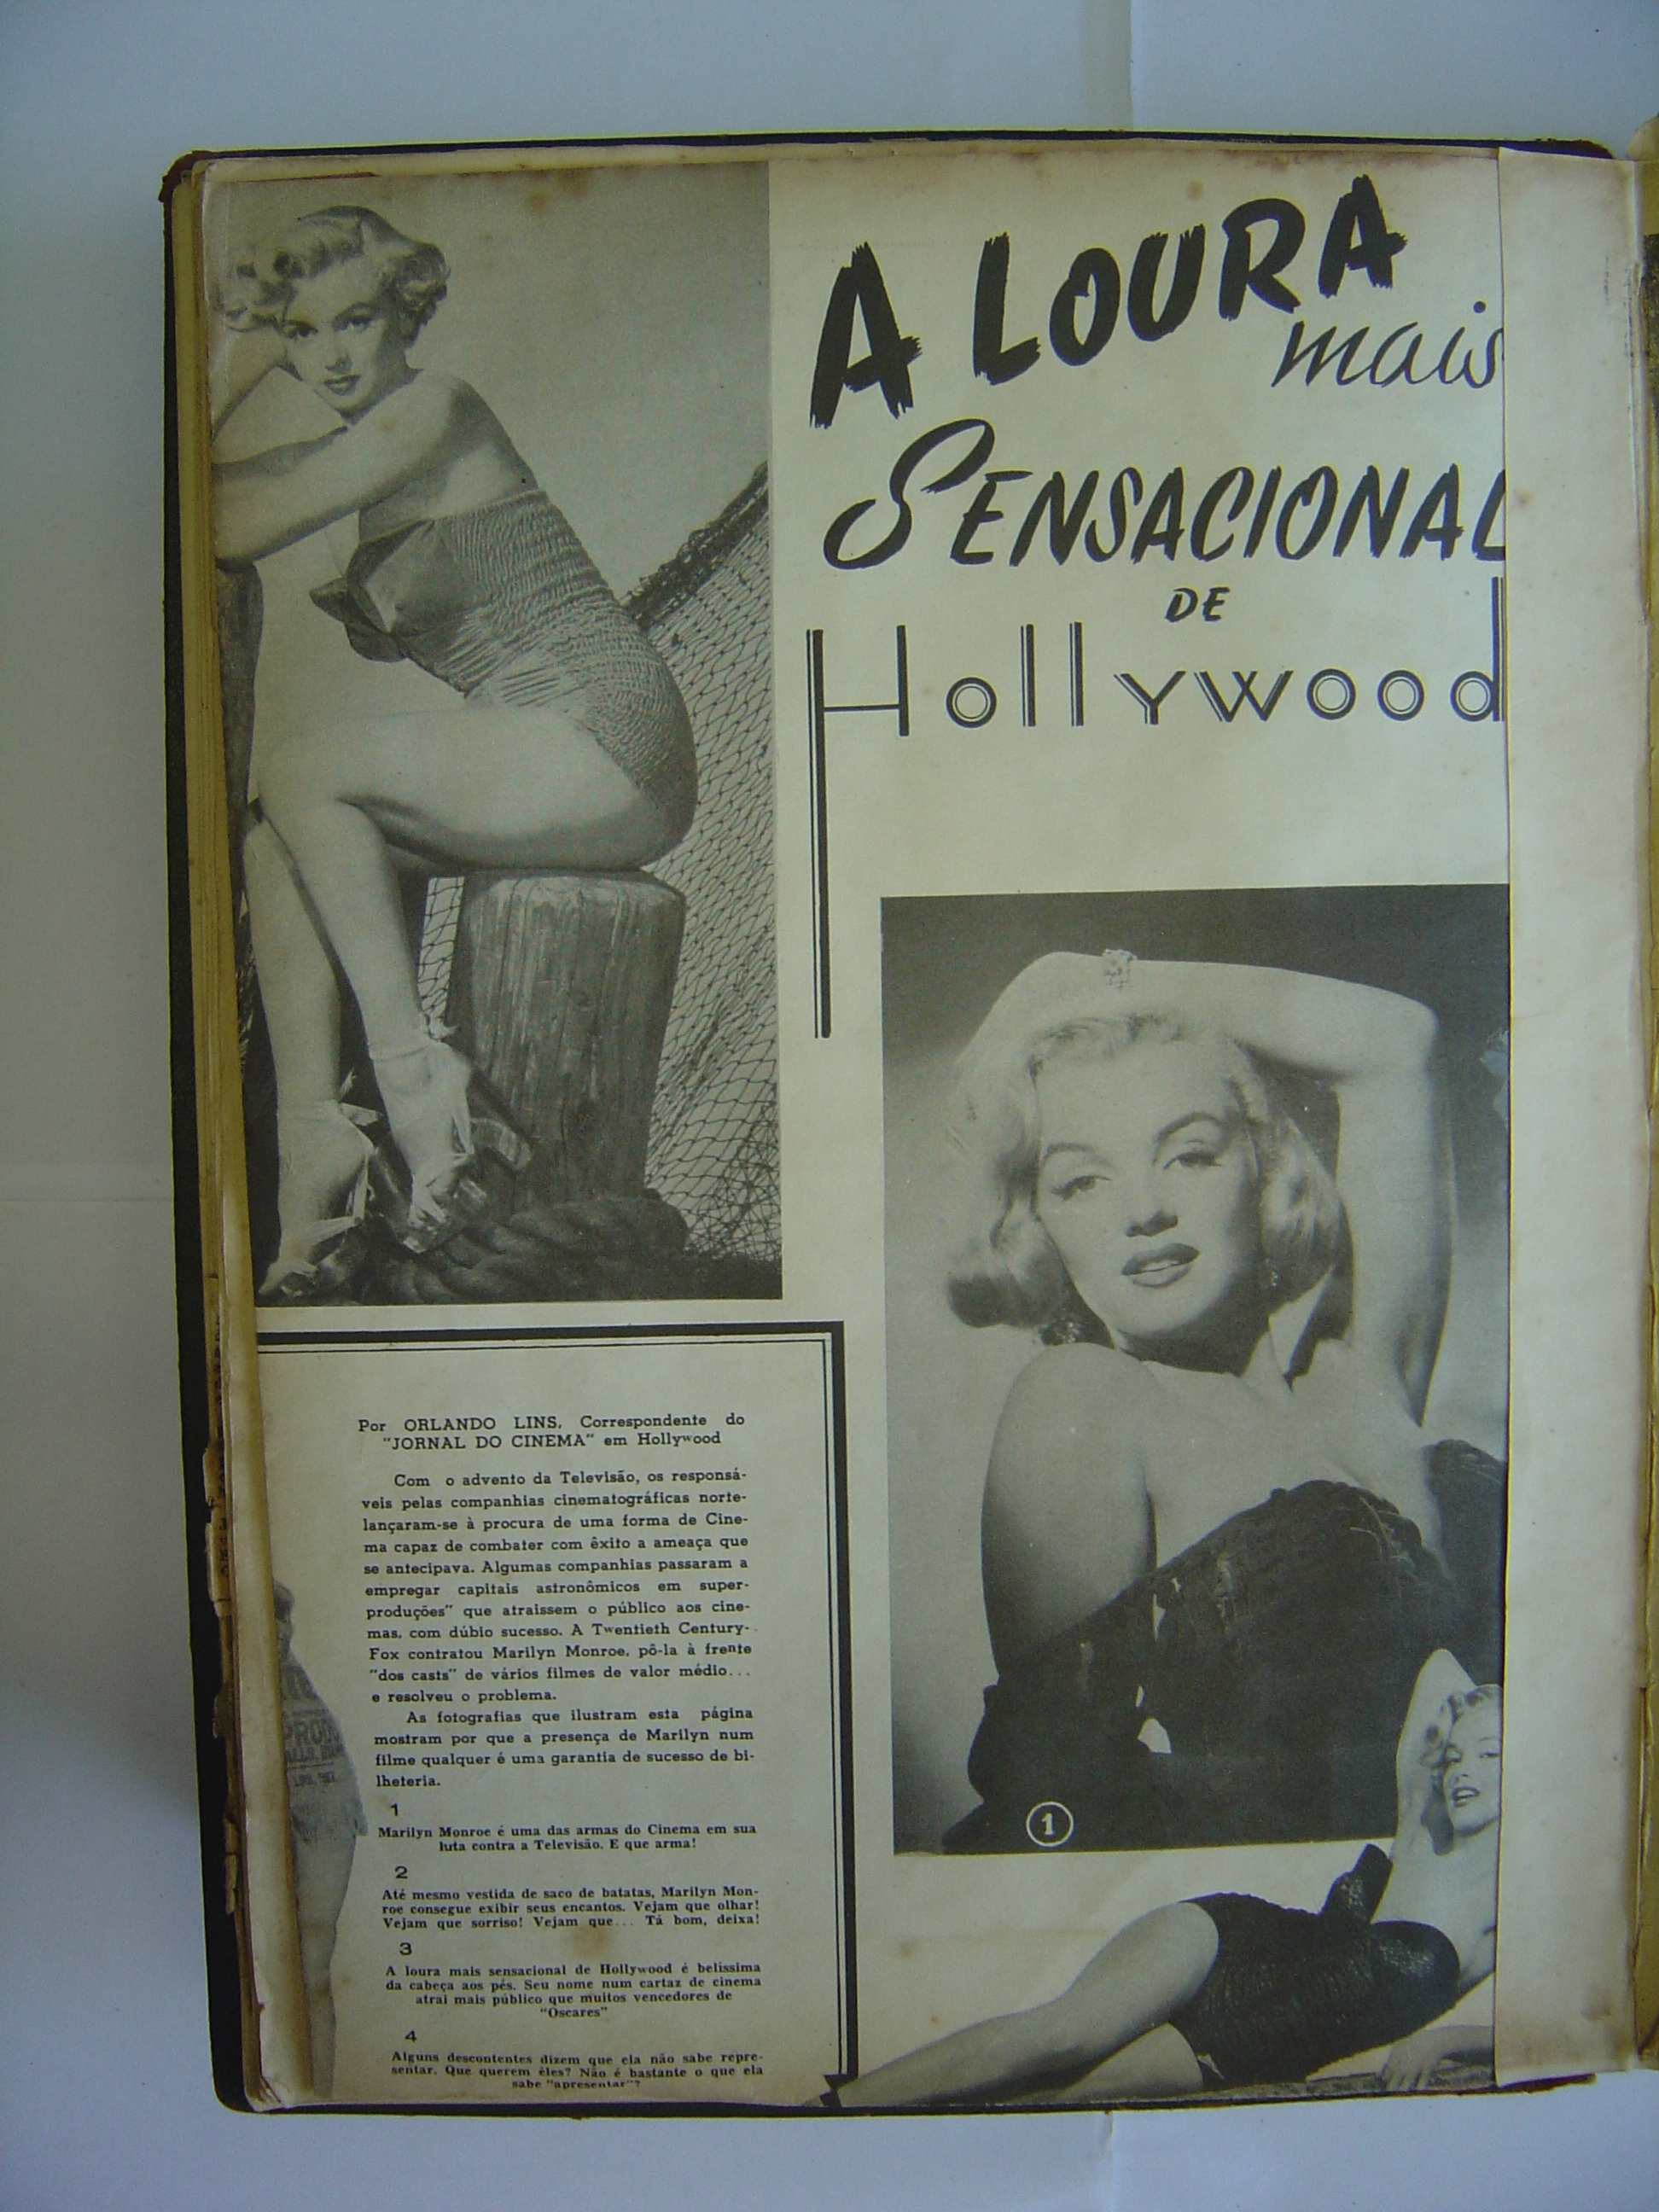 A LOURA
mais
SENSACIONAL
DE
Hollywood
Por ORLANDO LINS, Correspondente do
"JORNAL DO CINEMA" em Hollywood
Com o advento da Televisão, os responsá-
veis pelas companhias cinematográficas norte-
lançaram-se à procura de uma forma de Cine-
ma capaz de combater com êxito a ameaça que
se antecipava. Algumas companhias passaram a
empregar capitais astronômicos em super-
produções" que atraissem o público aos cine-
mas, com dúbio sucesso. A Twentieth Century-
Fox contratou Marilyn Monroe, pô-la à frente
"dos casts" de vários filmes de valor médio...
e resolveu o problema.
As fotografias que ilustram esta página
mostram por que a presença de Marilyn num
filme qualquer é uma garantia de sucesso de bi-
lheteria.
1
Marilyn Monroe é uma das armas do Cinema em sua
luta contra a Televisão. E que arma!
2
Até mesmo vestida de saco de batatas, Marilyn Mon-
roe consegue exibir seus encantos. Vejam que olhar!
Vejam que sorriso! Vejam que... Tá bom, deixa!
3
A loura mais sensacional de Hollywood é belíssima
da cabeça aos pés. Seu nome num cartaz de cinema
atrai mais público que muitos vencedores de
"Oscares"
4
Alguns descontentes dizem que ela não sabe repre-
sentar. Que querem êles? Não é bastante o que ela
sabe "apresentar"?
1